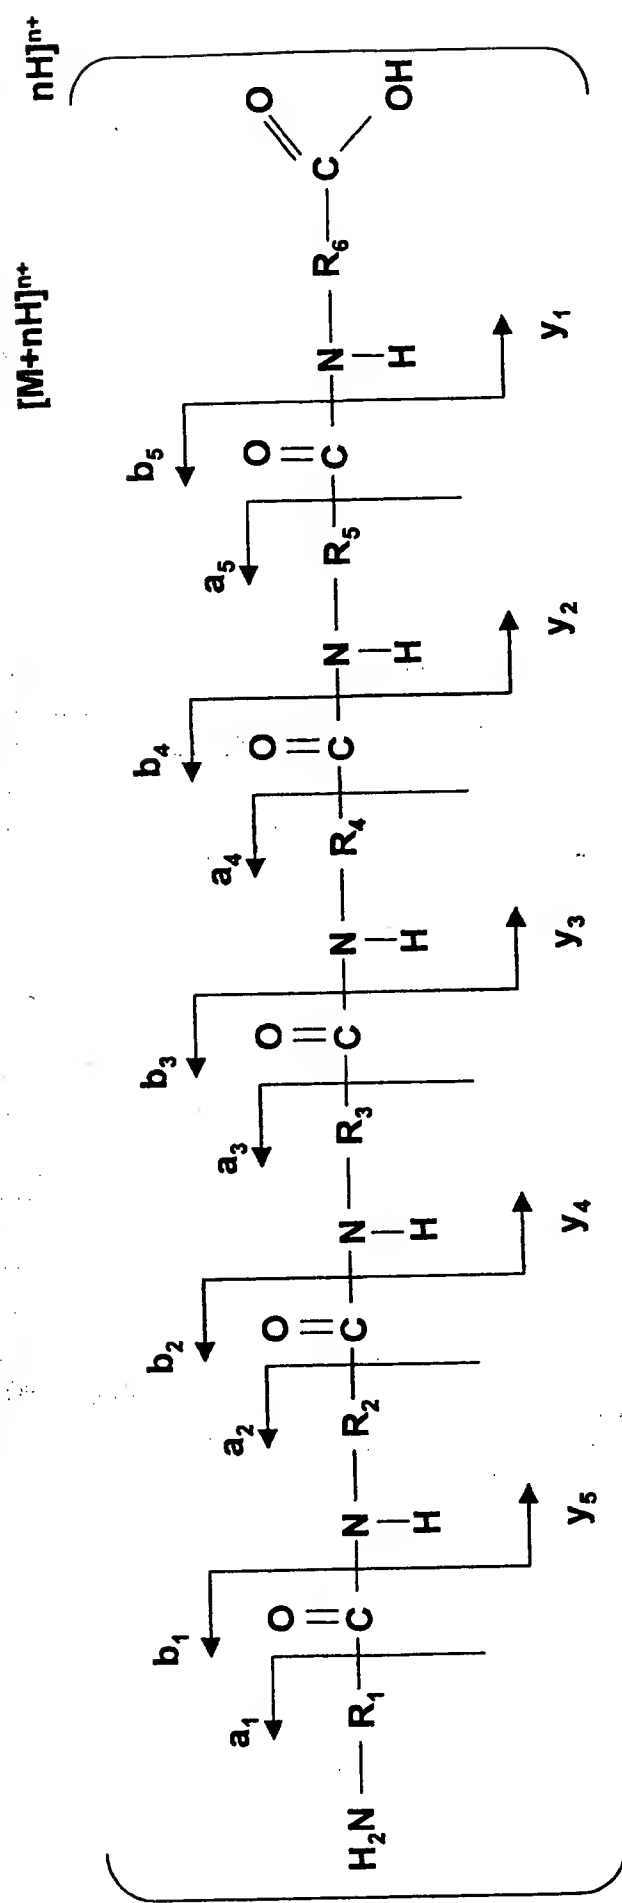 [M+nH]ⁿ⁺
nH]ⁿ⁺
b₁ b₂ b₃ b₄ b₅
a₁ a₂ a₃ a₄ a₅
O O O O O O
H₂N R₁ C N R₂ C N R₃ C N R₄ C N R₅ C N R₆ C
H H H H H OH
y₅ y₄ y₃ y₂ y₁